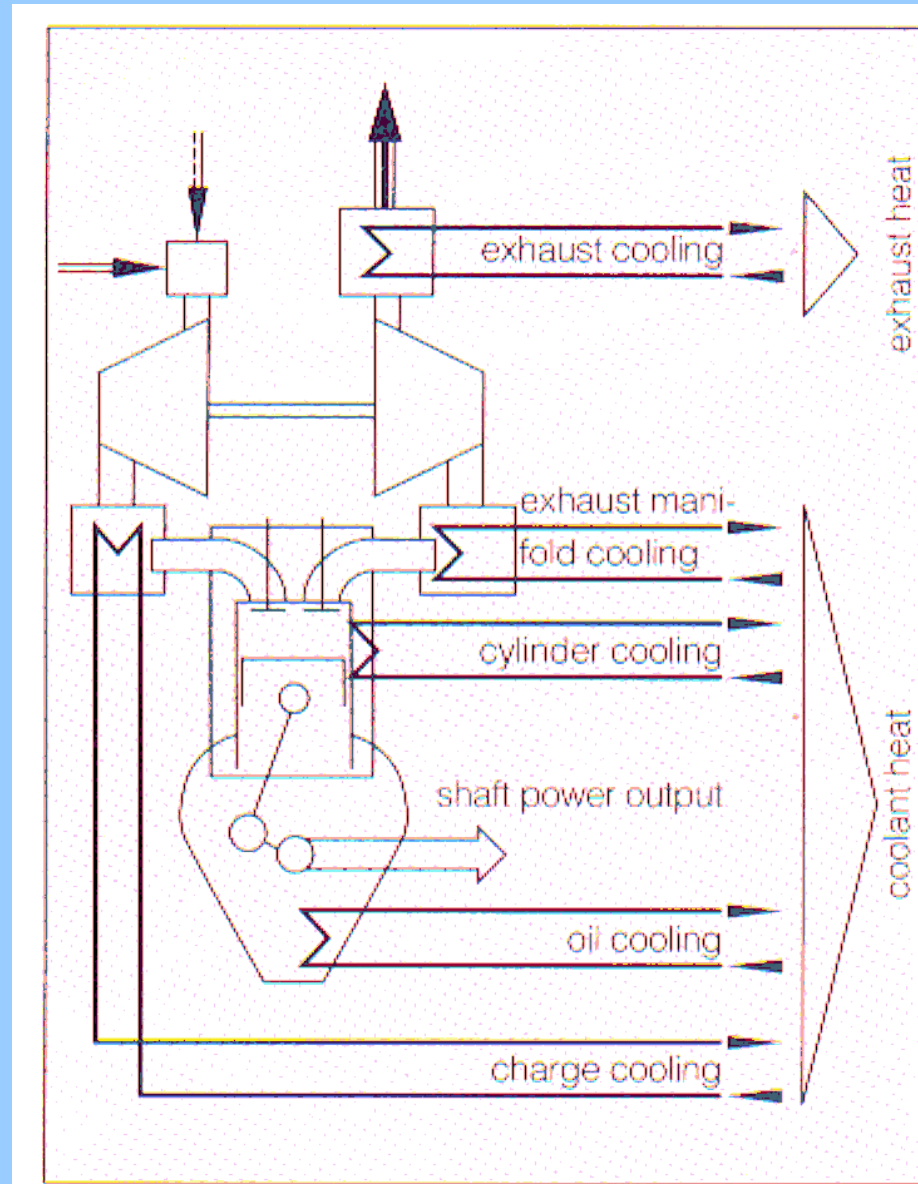 exhaust cooling
exhaust heat
exhaust mani-
fold cooling
cylinder cooling
shaft power output
coolant heat
oil cooling
charge cooling